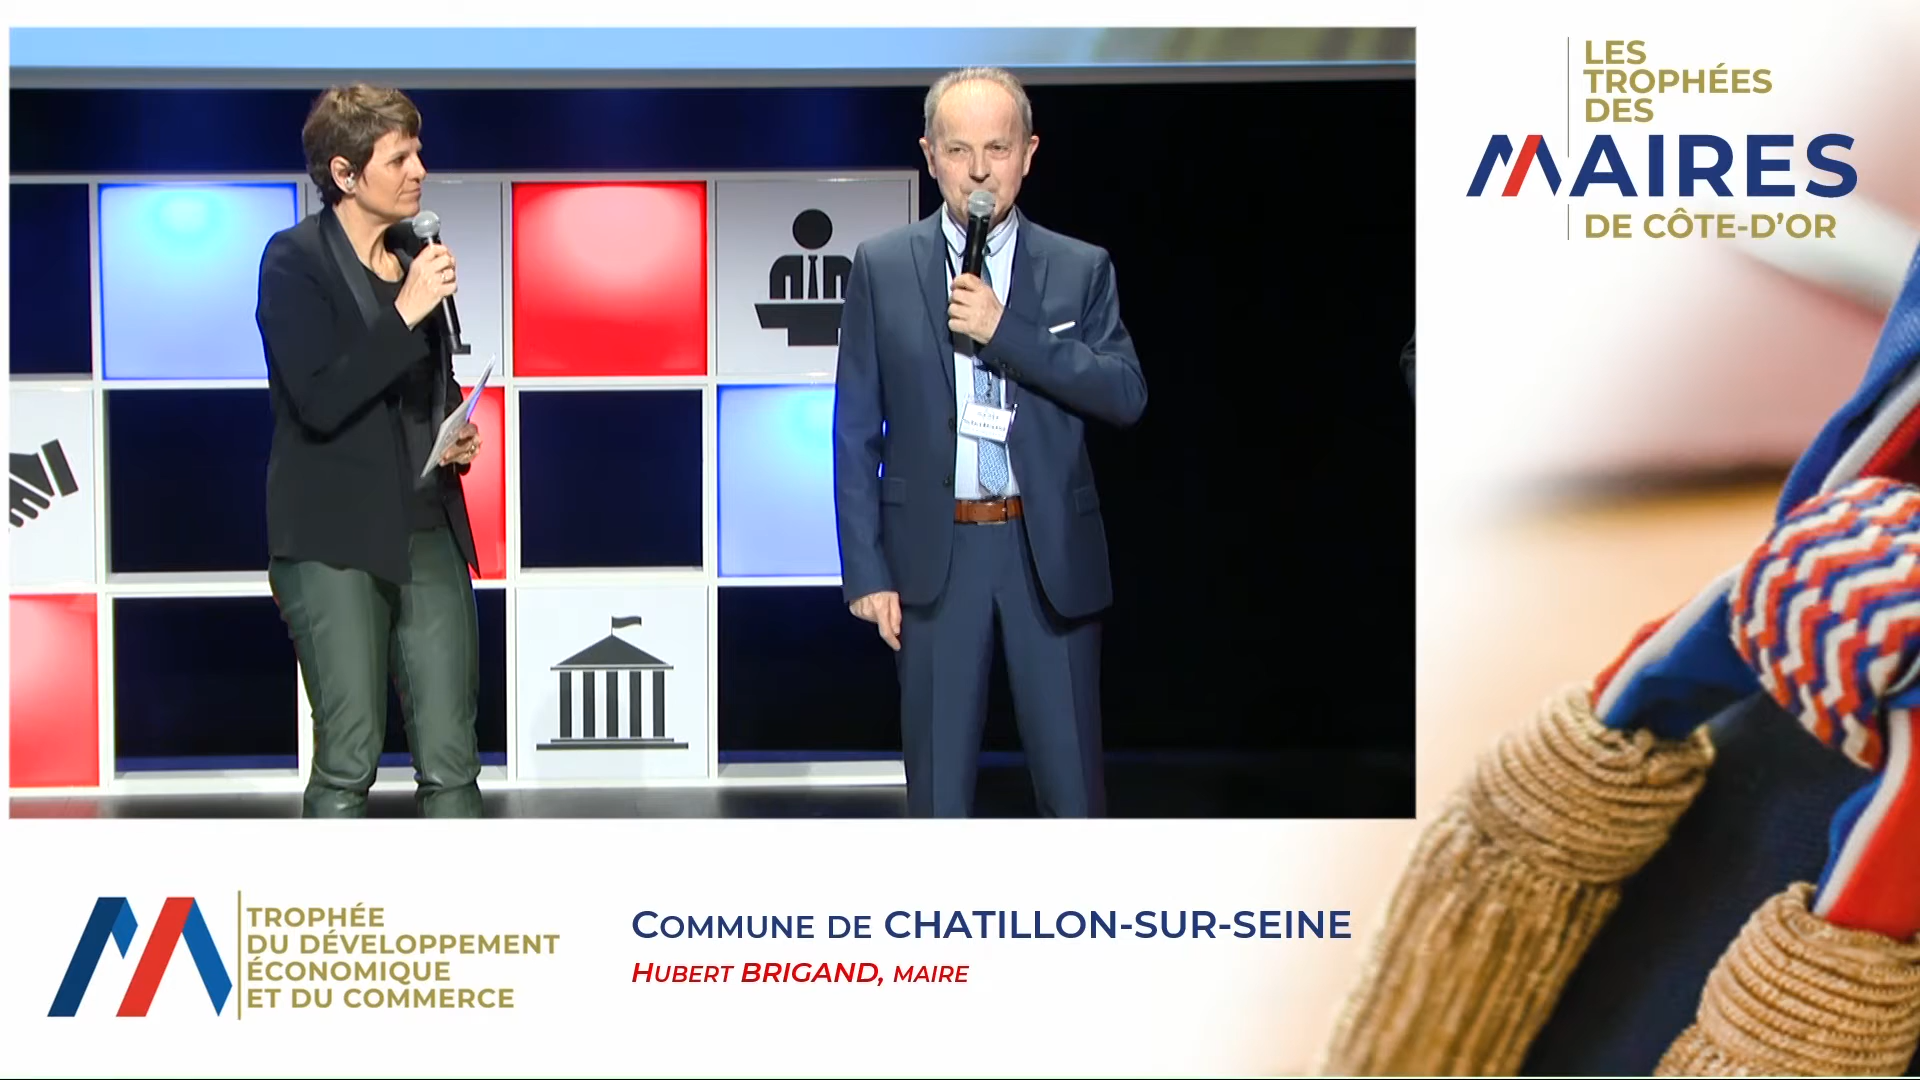 LES
TROPHÉES
DES
MAIRES
DE CÔTE-D'OR
TROPHÉE
DU DÉVELOPPEMENT
ÉCONOMIQUE
ET DU COMMERCE
COMMUNE DE CHATILLON-SUR-SEINE
HUBERT BRIGAND, MAIRE